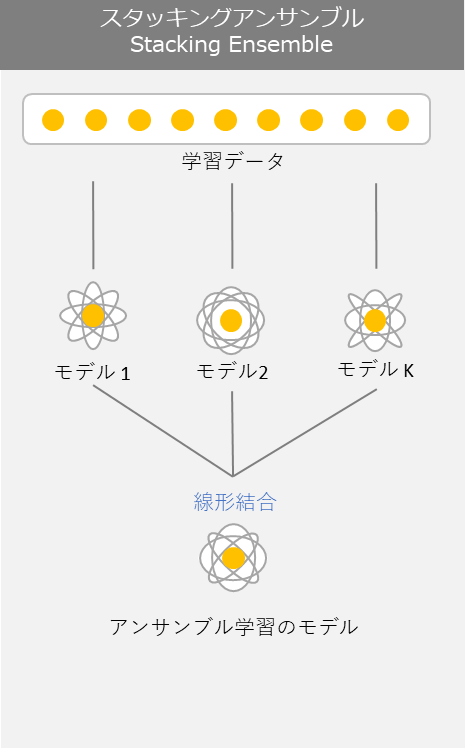 スタッキングアンサンブル
Stacking Ensemble
学習データ
モデル1
モデル2
モデルK
線形結合
アンサンブル学習のモデル